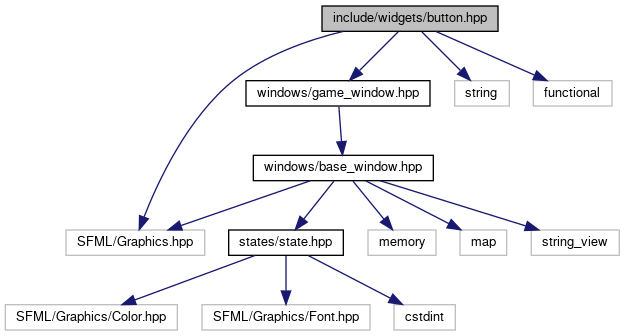 include/widgets/button.hpp
windows/game_window.hpp
string
functional
windows/base_window.hpp
SFML/Graphics.hpp
states/state.hpp
memory
map
string_view
SFML/Graphics/Color.hpp
SFML/Graphics/Font.hpp
cstdint